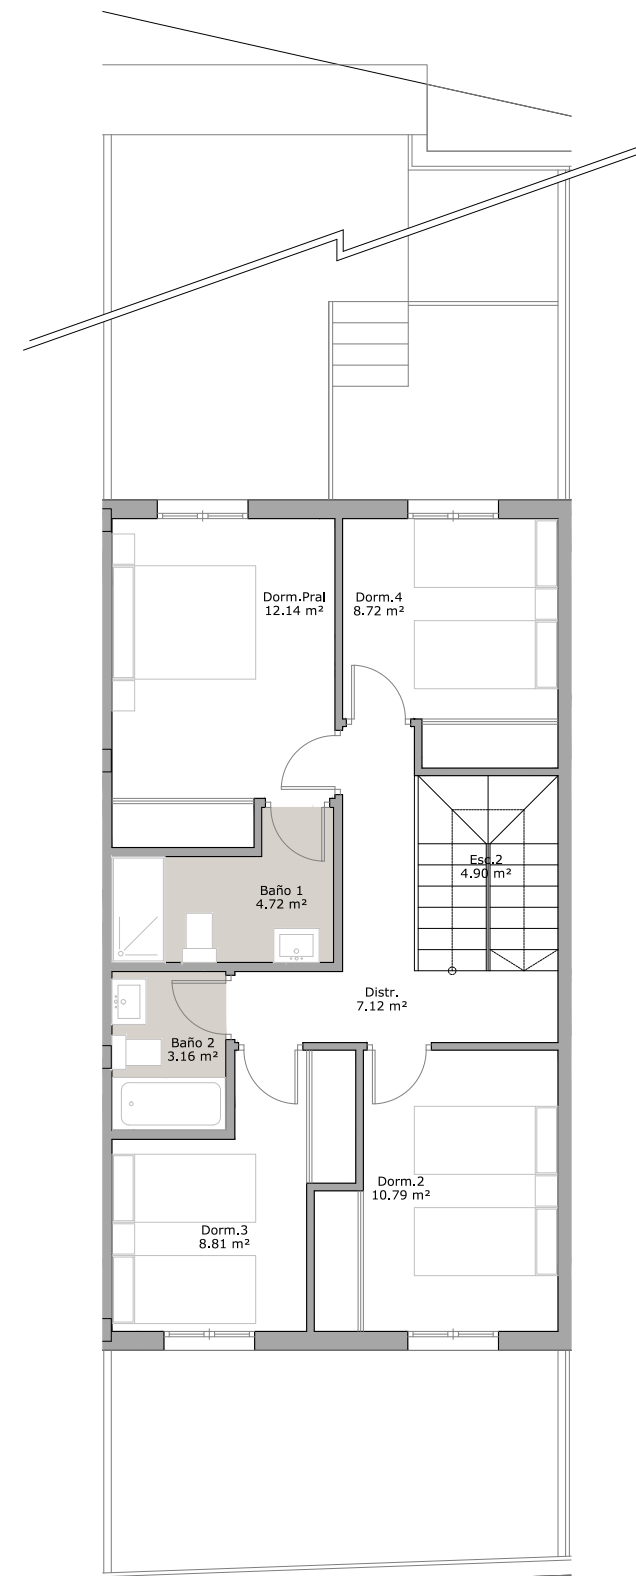 Dorm.Pral
12.14 m²
Dorm.4
8.72 m²
Esc.2
4.90 m²
Baño 1
4.72 m²
Distr.
7.12 m²
Baño 2
3.16 m²
Dorm.2
10.79 m²
Dorm.3
8.81 m²